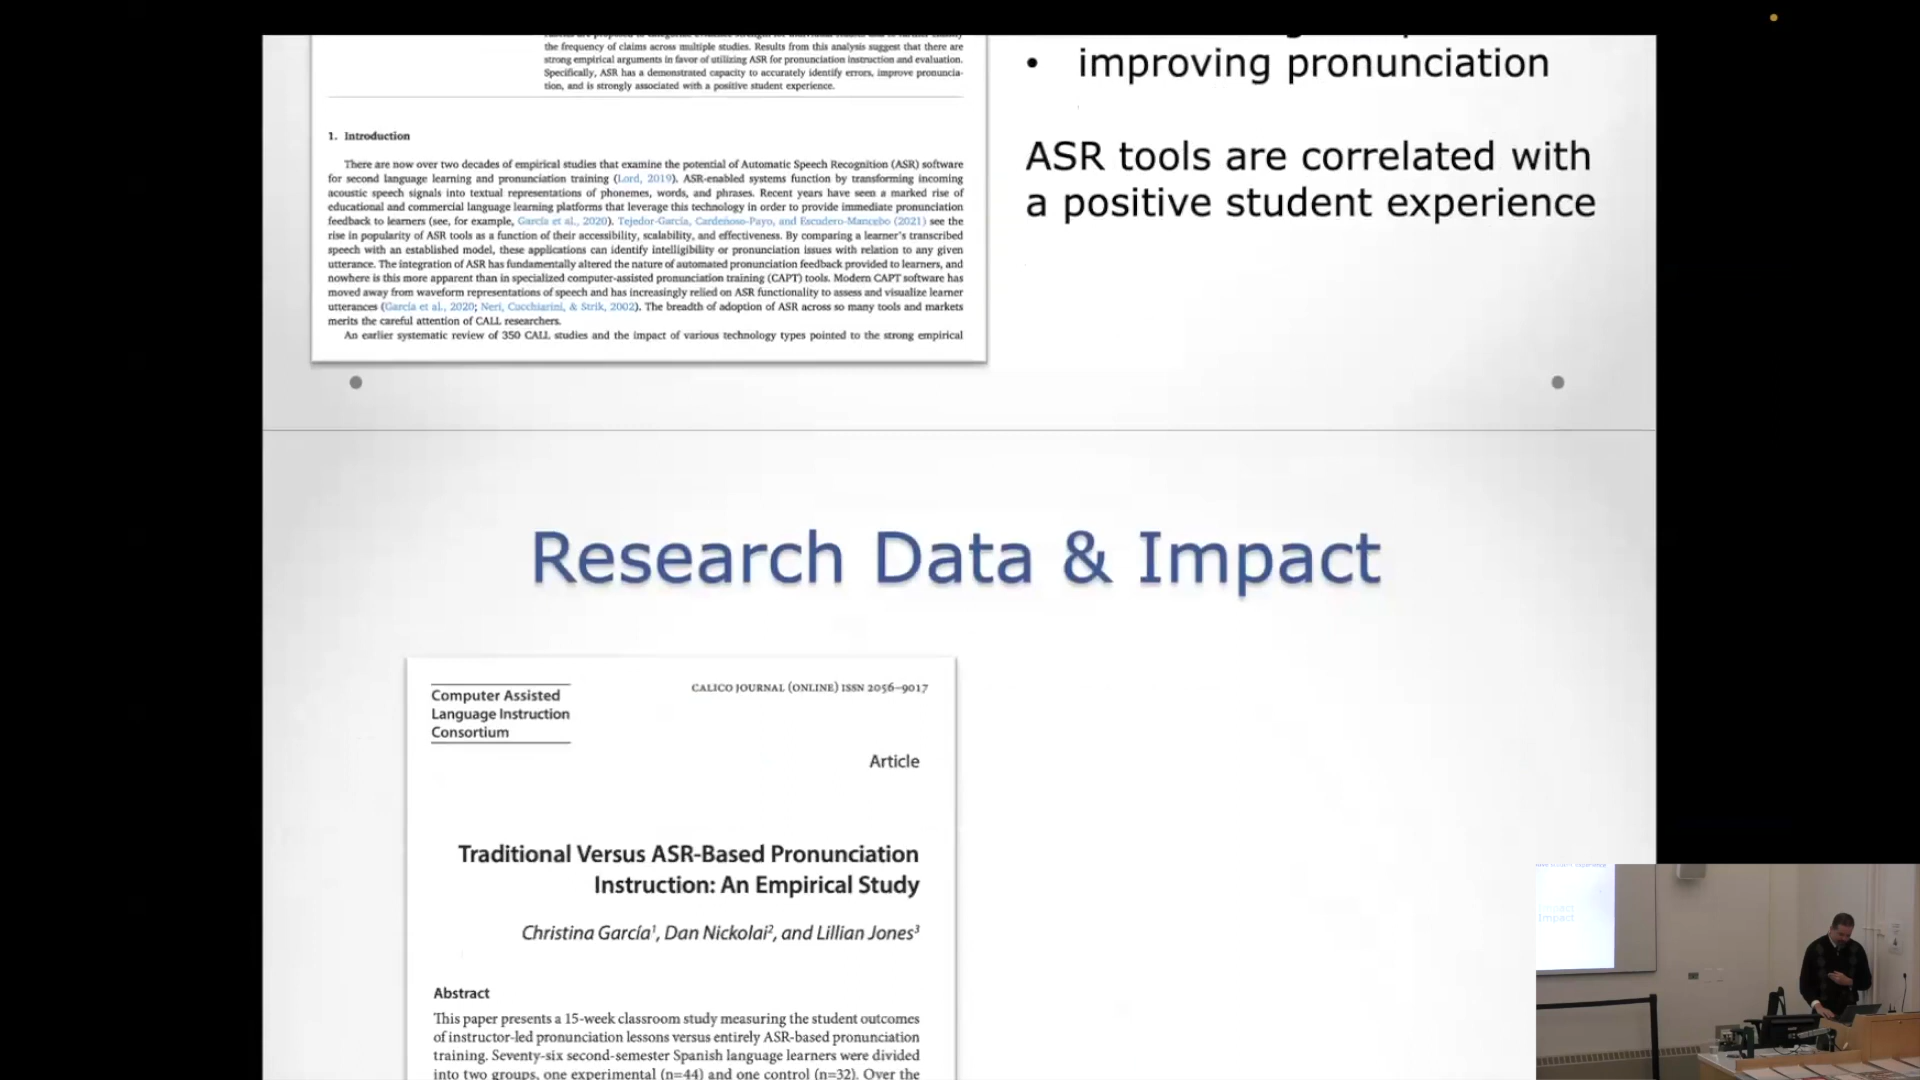 the frequency of claims across multiple studies. Results from this analysis suggest that there are
strong empirical arguments in favor of utilizing ASR for pronunciation instruction and evaluation.
Specifically, ASR has a demonstrated capacity to accurately identify errors, improve pronuncia-
tion, and is strongly associated with a positive student experience.
1. Introduction
There are now over two decades of empirical studies that examine the potential of Automatic Speech Recognition (ASR) software
for second language learning and pronunciation training (Lord, 2019). ASR-enabled systems function by transforming incoming
acoustic speech signals into textual representations of phonemes, words, and phrases. Recent years have seen a marked rise of
educational and commercial language learning platforms that leverage this technology in order to provide immediate pronunciation
feedback to learners (see, for example, García et al., 2020). Tejedor-García, Cardeñoso-Payo, and Escudero-Mancebo (2021) see the
rise in popularity of ASR tools as a function of their accessibility, scalability, and effectiveness. By comparing a learner's transcribed
speech with an established model, these applications can identify intelligibility or pronunciation issues with relation to any given
utterance. The integration of ASR has fundamentally altered the nature of automated pronunciation feedback provided to learners, and
nowhere is this more apparent than in specialized computer-assisted pronunciation training (CAPT) tools. Modern CAPT software has
moved away from waveform representations of speech and has increasingly relied on ASR functionality to assess and visualize learner
utterances (García et al., 2020; Neri, Cucchiarini, & Strik, 2002). The breadth of adoption of ASR across so many tools and markets
merits the careful attention of CALL researchers.
An earlier systematic review of 350 CALL studies and the impact of various technology types pointed to the strong empirical
• improving pronunciation
ASR tools are correlated with
a positive student experience
Research Data & Impact
Computer Assisted
Language Instruction
Consortium
CALICO JOURNAL (ONLINE) ISSN 2056–9017
Article
Traditional Versus ASR-Based Pronunciation
Instruction: An Empirical Study
Christina García¹, Dan Nickolai², and Lillian Jones³
Abstract
This paper presents a 15-week classroom study measuring the student outcomes
of instructor-led pronunciation lessons versus entirely ASR-based pronunciation
training. Seventy-six second-semester Spanish language learners were divided
into two groups, one experimental (n=44) and one control (n=32). Over the
Impact